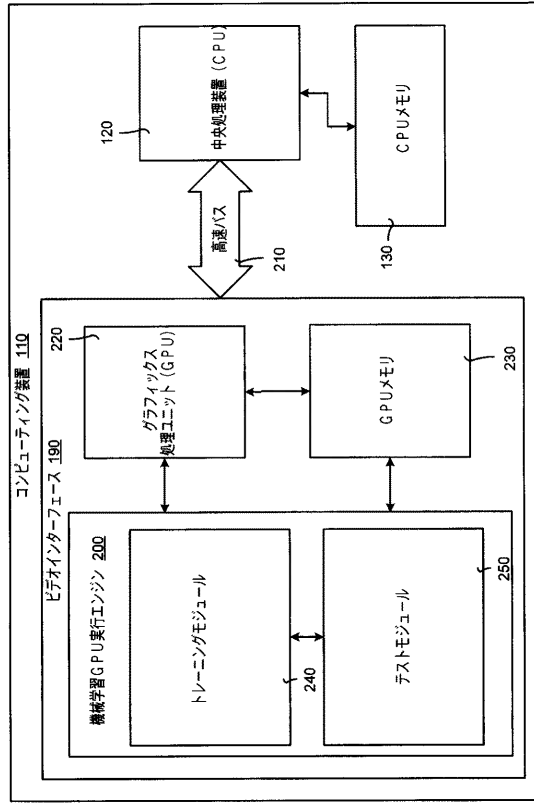 コンピューティング装置 110
ビデオインターフェース 190
機械学習GPU実行エンジン 200
トレーニングモジュール
240
テストモジュール
250
220
グラフィックス
処理ユニット(GPU)
GPUメモリ
230
高速バス
210
120
中央処理装置(CPU)
CPUメモリ
130